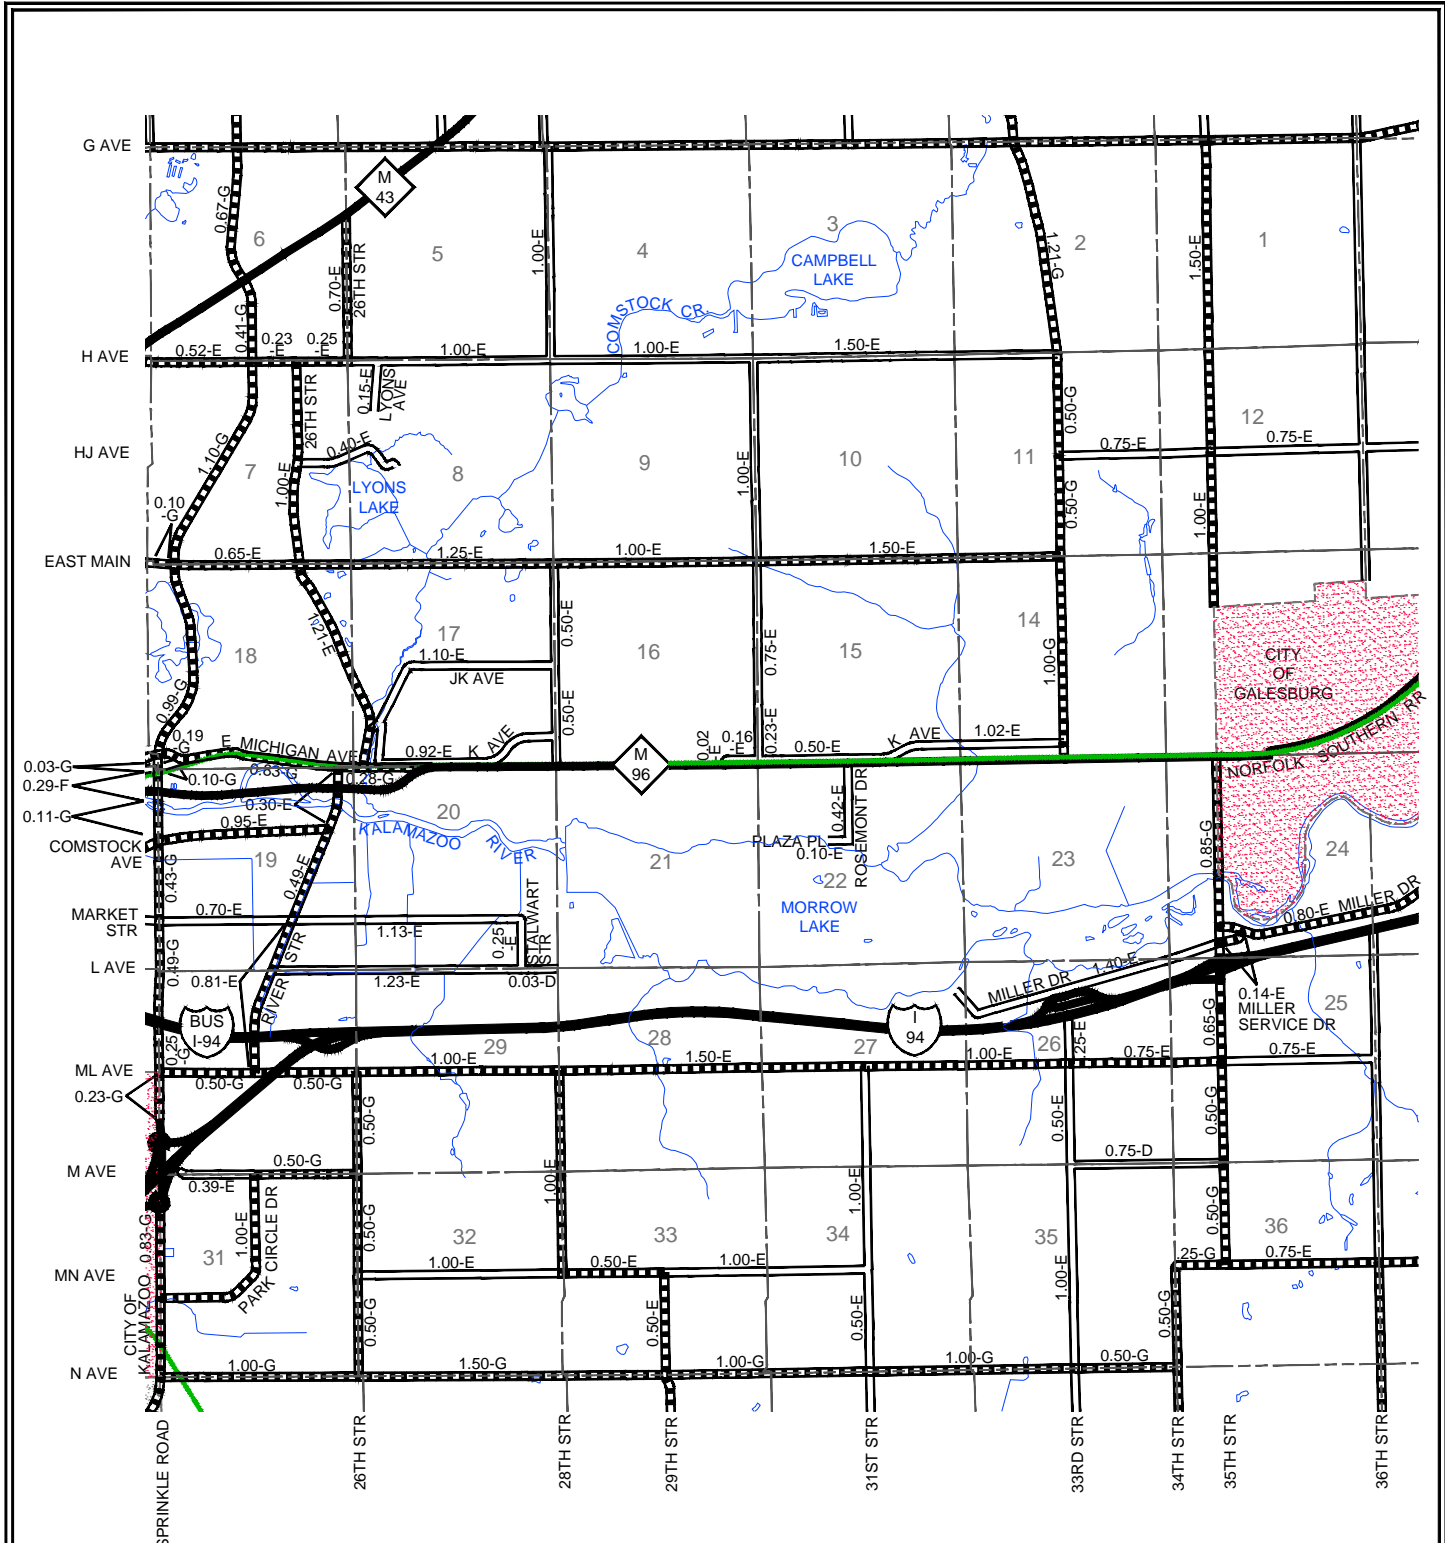 G AVE
M
43
0.67-G
6
26TH STR
0.70-E
5
1.00-E
4
3
CAMPBELL
LAKE
COMSTOCK CR.
2
1.21-G
1.50-E
1
H AVE
0.52-E
0.41-G
0.23
-E
0.25
-E
1.00-E
1.00-E
1.50-E
26TH STR
0.15-E
LYONS
AVE
0.50-G
12
HJ AVE
1.10-G
0.40-E
0.75-E
0.75-E
7
1.00-E
8
9
1.00-E
10
11
LYONS
LAKE
0.50-G
1.00-E
0.10
-G
EAST MAIN
0.65-E
1.25-E
1.00-E
1.50-E
1.21-E
0.50-E
14
17
18
16
0.75-E
15
1.10-E
JK AVE
1.00-G
CITY
OF
GALESBURG
0.99-G
0.50-E
0.19
-G
E MICHIGAN AVE
0.92-E
K AVE
M
96
0.02
-E
0.16
-E
0.23-E
0.50-E
K AVE
1.02-E
NORFOLK SOUTHERN RR
0.03-G
0.29-F
0.11-G
0.10-G
0.83-G
0.28-G
0.30-E
20
0.42-E
ROSEMONT DR
0.95-E
KALAMAZOO RIVER
PLAZA PL
0.10-E
COMSTOCK
AVE
19
0.43-G
0.49-E
21
22
23
0.85-G
24
MARKET
STR
0.70-E
1.13-E
0.25
-E
STALWART
STR
MORROW
LAKE
0.80-E
MILLER DR
L AVE
0.49-G
0.81-E
RIVER STR
1.23-E
0.03-D
MILLER DR
1.40-E
0.14-E
MILLER
SERVICE DR
25
BUS
I-94
0.25
-G
29
28
27
I
94
26
.25-E
0.65-G
ML AVE
0.50-G
0.50-G
1.00-E
1.50-E
1.00-E
0.75-E
0.75-E
0.23-G
0.50-G
0.50-E
0.50-G
M AVE
0.50-G
0.39-E
1.00-E
1.00-E
0.75-D
31
1.00-E
PARK CIRCLE DR
0.50-G
32
33
34
35
0.50-G
36
0.83-G
MN AVE
1.00-E
0.50-E
1.00-E
1.00-E
.25-G
0.75-E
CITY OF
KALAMAZOO
0.50-G
0.50-E
0.50-E
0.50-G
N AVE
1.00-G
1.50-G
1.00-G
1.00-G
0.50-G
SPRINKLE ROAD
26TH STR
28TH STR
29TH STR
31ST STR
33RD STR
34TH STR
35TH STR
36TH STR